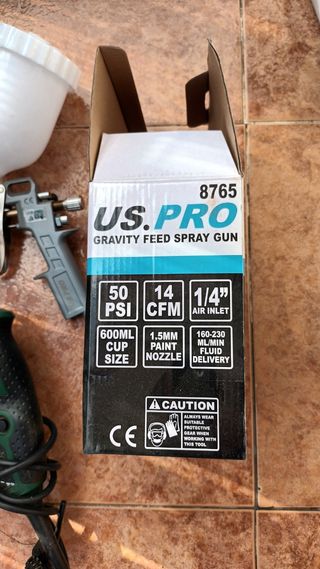 8765
US.PRO
GRAVITY FEED SPRAY GUN
50 PSI
14 CFM
1/4" AIR INLET
600ML CUP SIZE
1.5MM PAINT NOZZLE
160-230 ML/MIN FLUID DELIVERY
CAUTION
ALWAYS WEAR
SUITABLE
PROTECTIVE
GEAR WHEN
WORKING WITH
THIS TOOL
CE